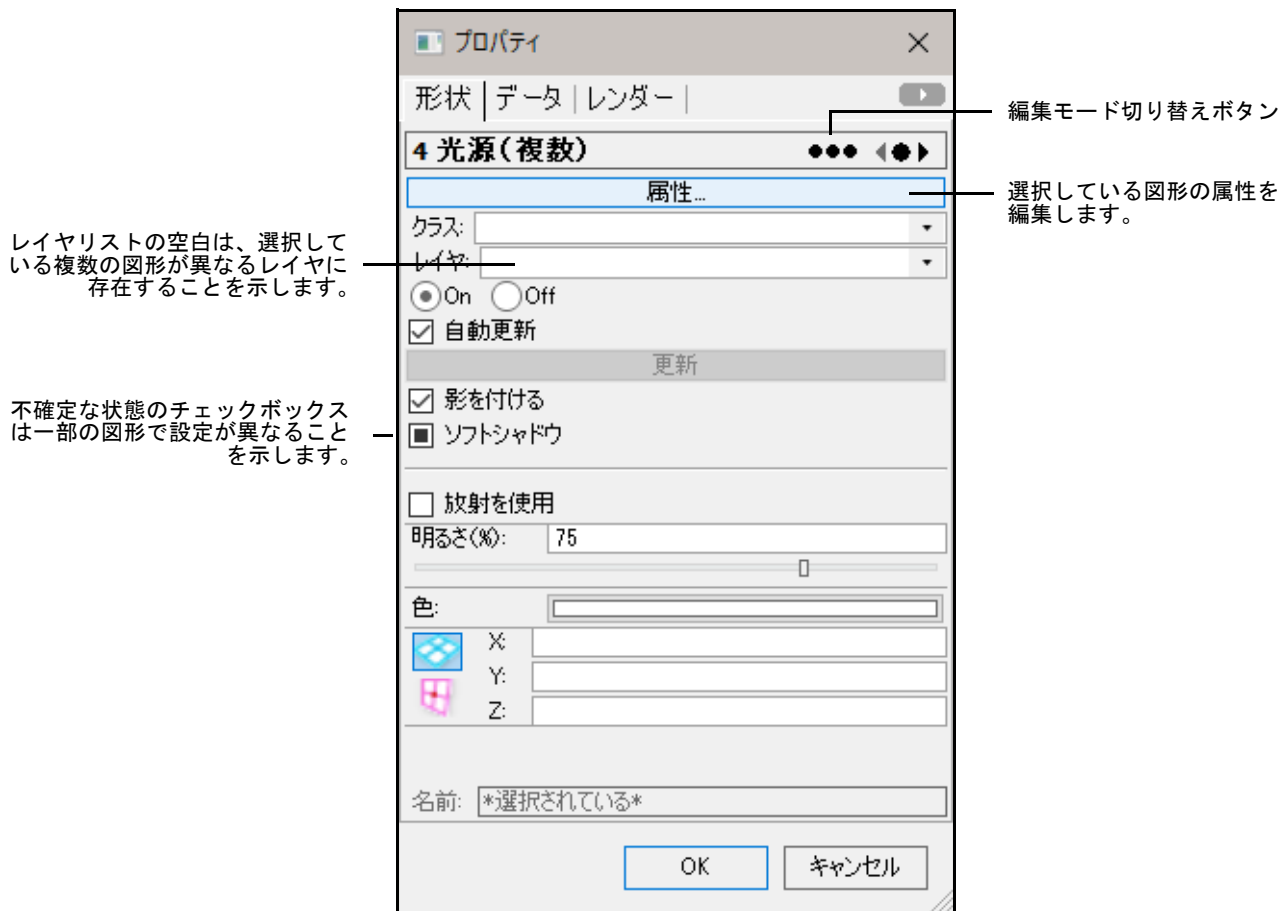 プロパティ
形状 データ レンダー
編集モード切り替えボタン
4 光源(複数)
属性...
選択している図形の属性を
編集します。
クラス:
レイヤリストの空白は、選択して
いる複数の図形が異なるレイヤに
存在することを示します。
レイヤ:
On Off
自動更新
更新
影を付ける
不確定な状態のチェックボックス
は一部の図形で設定が異なること
を示します。
ソフトシャドウ
放射を使用
明るさ(%): 75
色:
X:
Y:
Z:
名前: *選択されている*
OK キャンセル